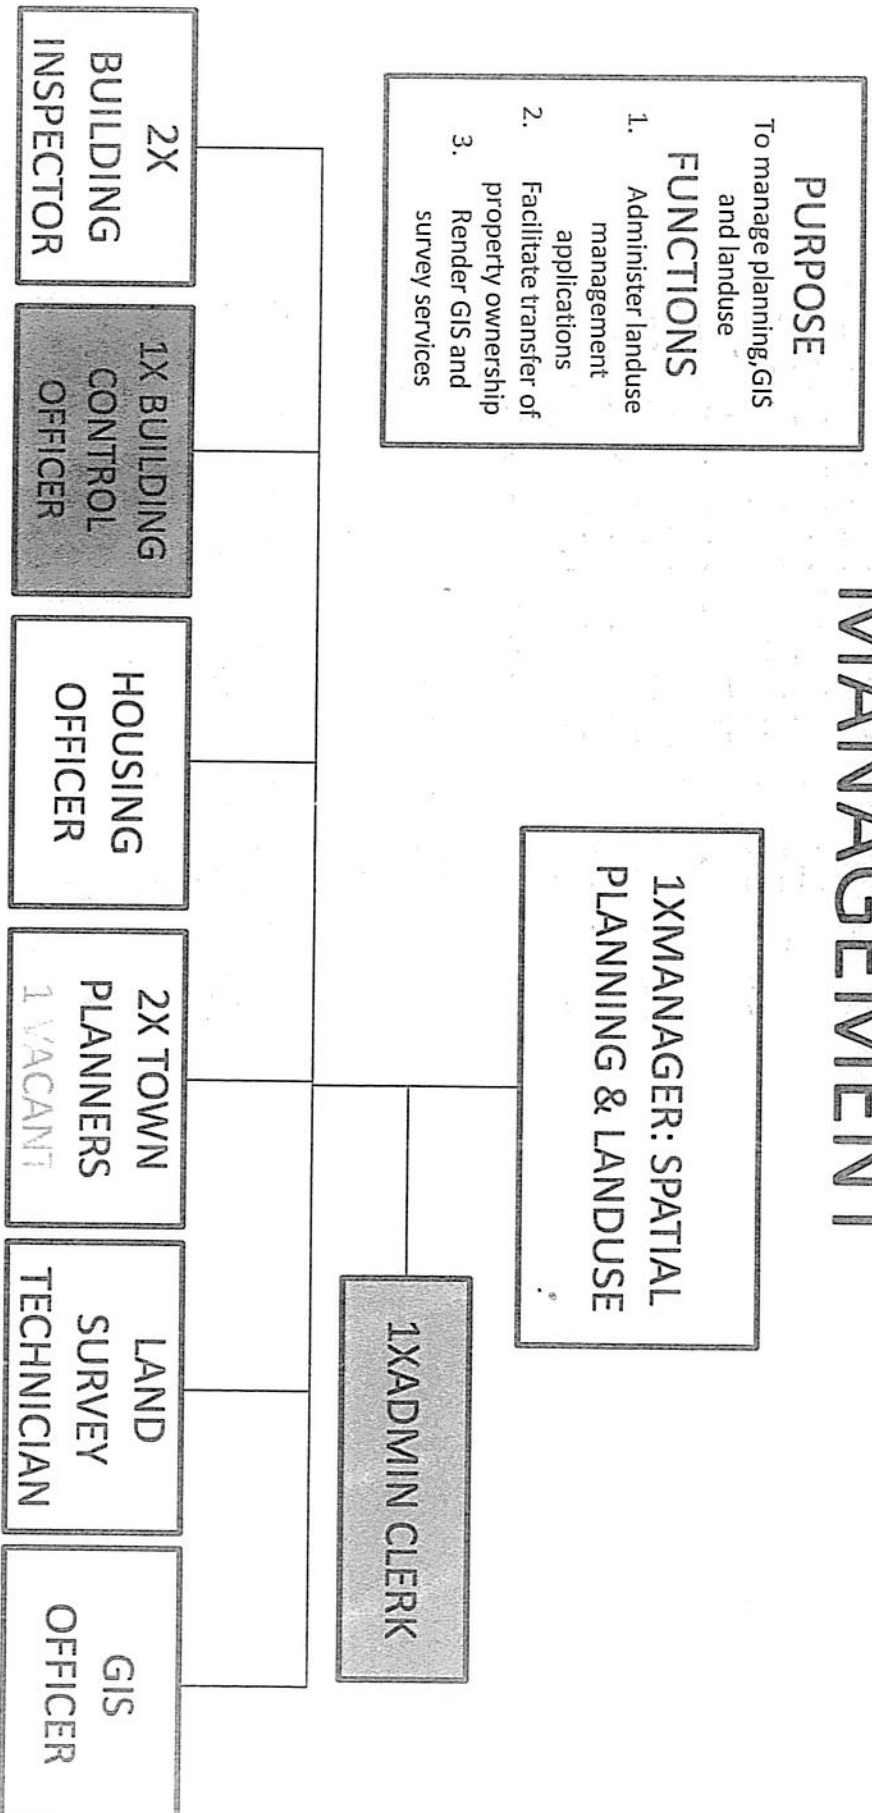 MANAGEMENT
PURPOSE
To manage planning,GIS
and landuse
FUNCTIONS
1. Administer landuse
management
applications
2. Facilitate transfer of
property ownership
3. Render GIS and
survey services
1XMANAGER: SPATIAL
PLANNING & LANDUSE
1XADMIN CLERK
2X
BUILDING
INSPECTOR
1X BUILDING
CONTROL
OFFICER
HOUSING
OFFICER
2X TOWN
PLANNERS
1 VACANT
LAND
SURVEY
TECHNICIAN
GIS
OFFICER